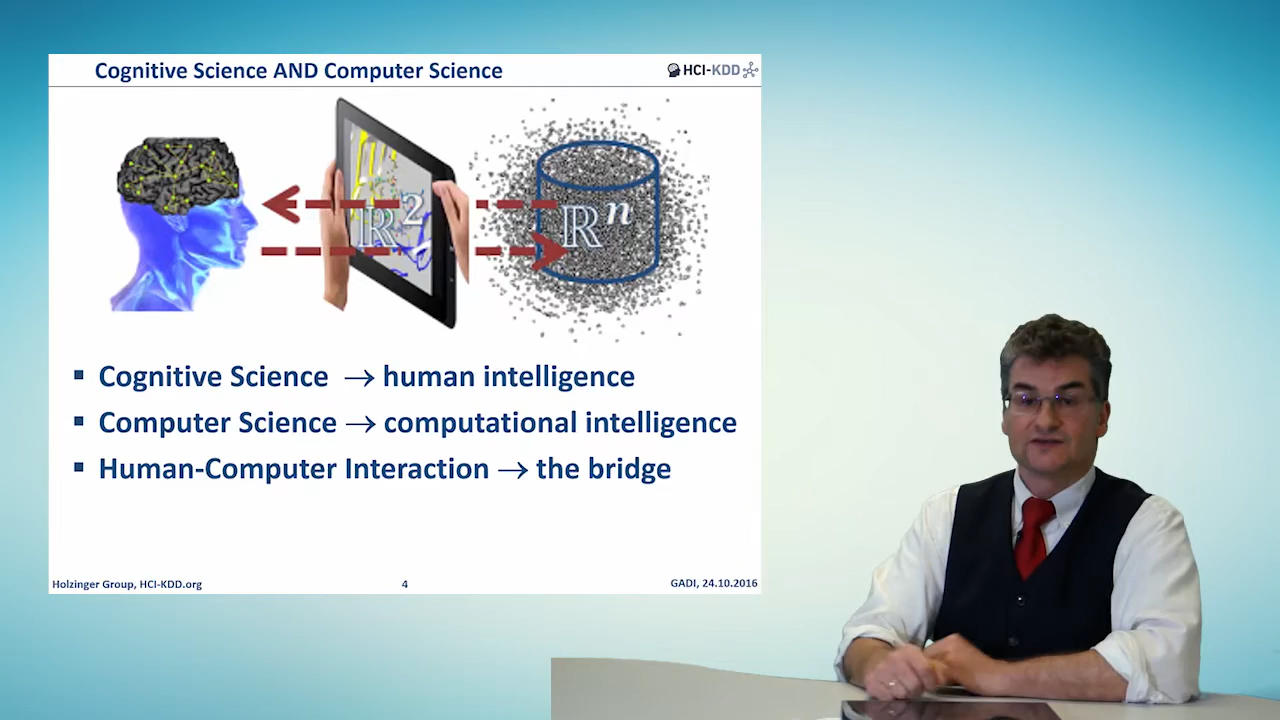 Cognitive Science AND Computer Science
HCI-KDD
ℝ²
ℝⁿ
▪ Cognitive Science → human intelligence
▪ Computer Science → computational intelligence
▪ Human-Computer Interaction → the bridge
Holzinger Group, HCI-KDD.org
4
GADI, 24.10.2016